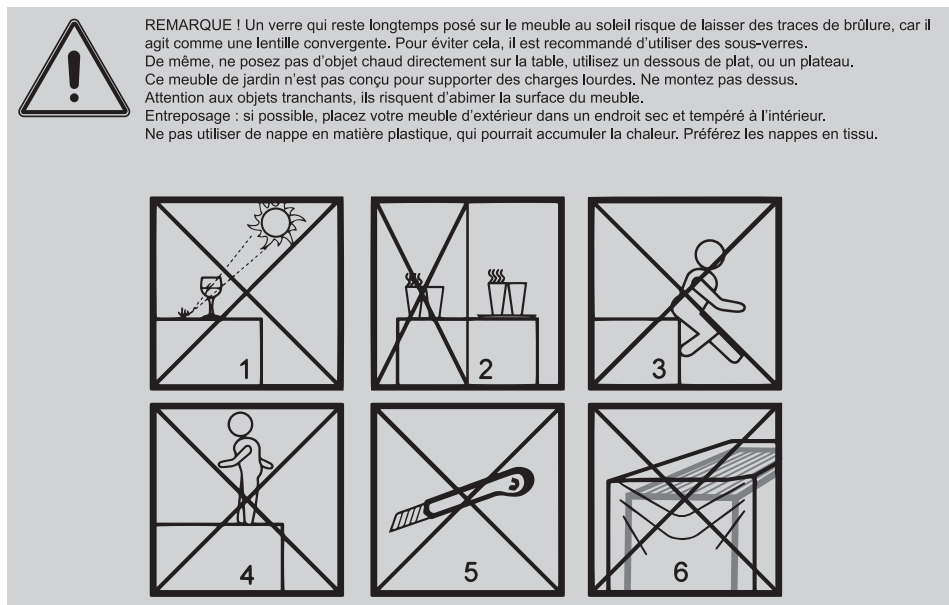 REMARQUE ! Un verre qui reste longtemps posé sur le meuble au soleil risque de laisser des traces de brûlure, car il
agit comme une lentille convergente. Pour éviter cela, il est recommandé d'utiliser des sous-verres.
De même, ne posez pas d'objet chaud directement sur la table, utilisez un dessous de plat, ou un plateau.
Ce meuble de jardin n'est pas conçu pour supporter des charges lourdes. Ne montez pas dessus.
Attention aux objets tranchants, ils risquent d'abimer la surface du meuble.
Entreposage : si possible, placez votre meuble d'extérieur dans un endroit sec et tempéré à l'intérieur.
Ne pas utiliser de nappe en matière plastique, qui pourrait accumuler la chaleur. Préférez les nappes en tissu.
1
2
3
4
5
6